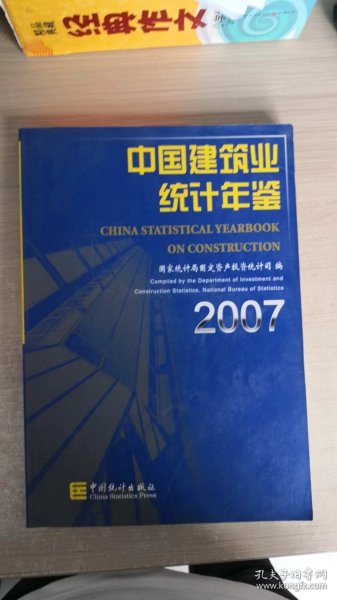 中国建筑业
统计年鉴
CHINA STATISTICAL YEARBOOK
ON CONSTRUCTION
国家统计局固定资产投资统计司 编
Compiled by the Department of Investment and
Construction Statistics, National Bureau of Statistics
2007
中国统计出版社
China Statistics Press
孔夫子旧书网